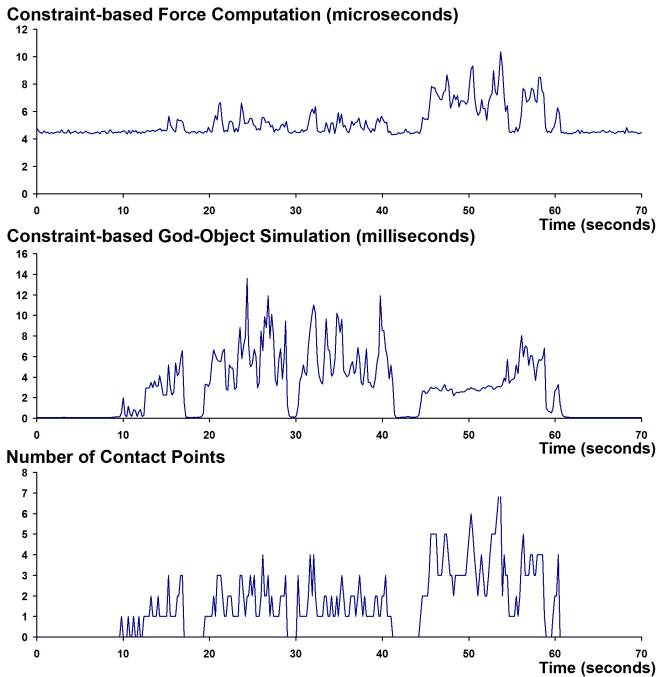 Constraint-based Force Computation (microseconds)
12
10
8
6
4
2
0
0 10 20 30 40 50 60 70
Time (seconds)
Constraint-based God-Object Simulation (milliseconds)
16
14
12
10
8
6
4
2
0
0 10 20 30 40 50 60 70
Time (seconds)
Number of Contact Points
8
7
6
5
4
3
2
1
0
0 10 20 30 40 50 60 70
Time (seconds)